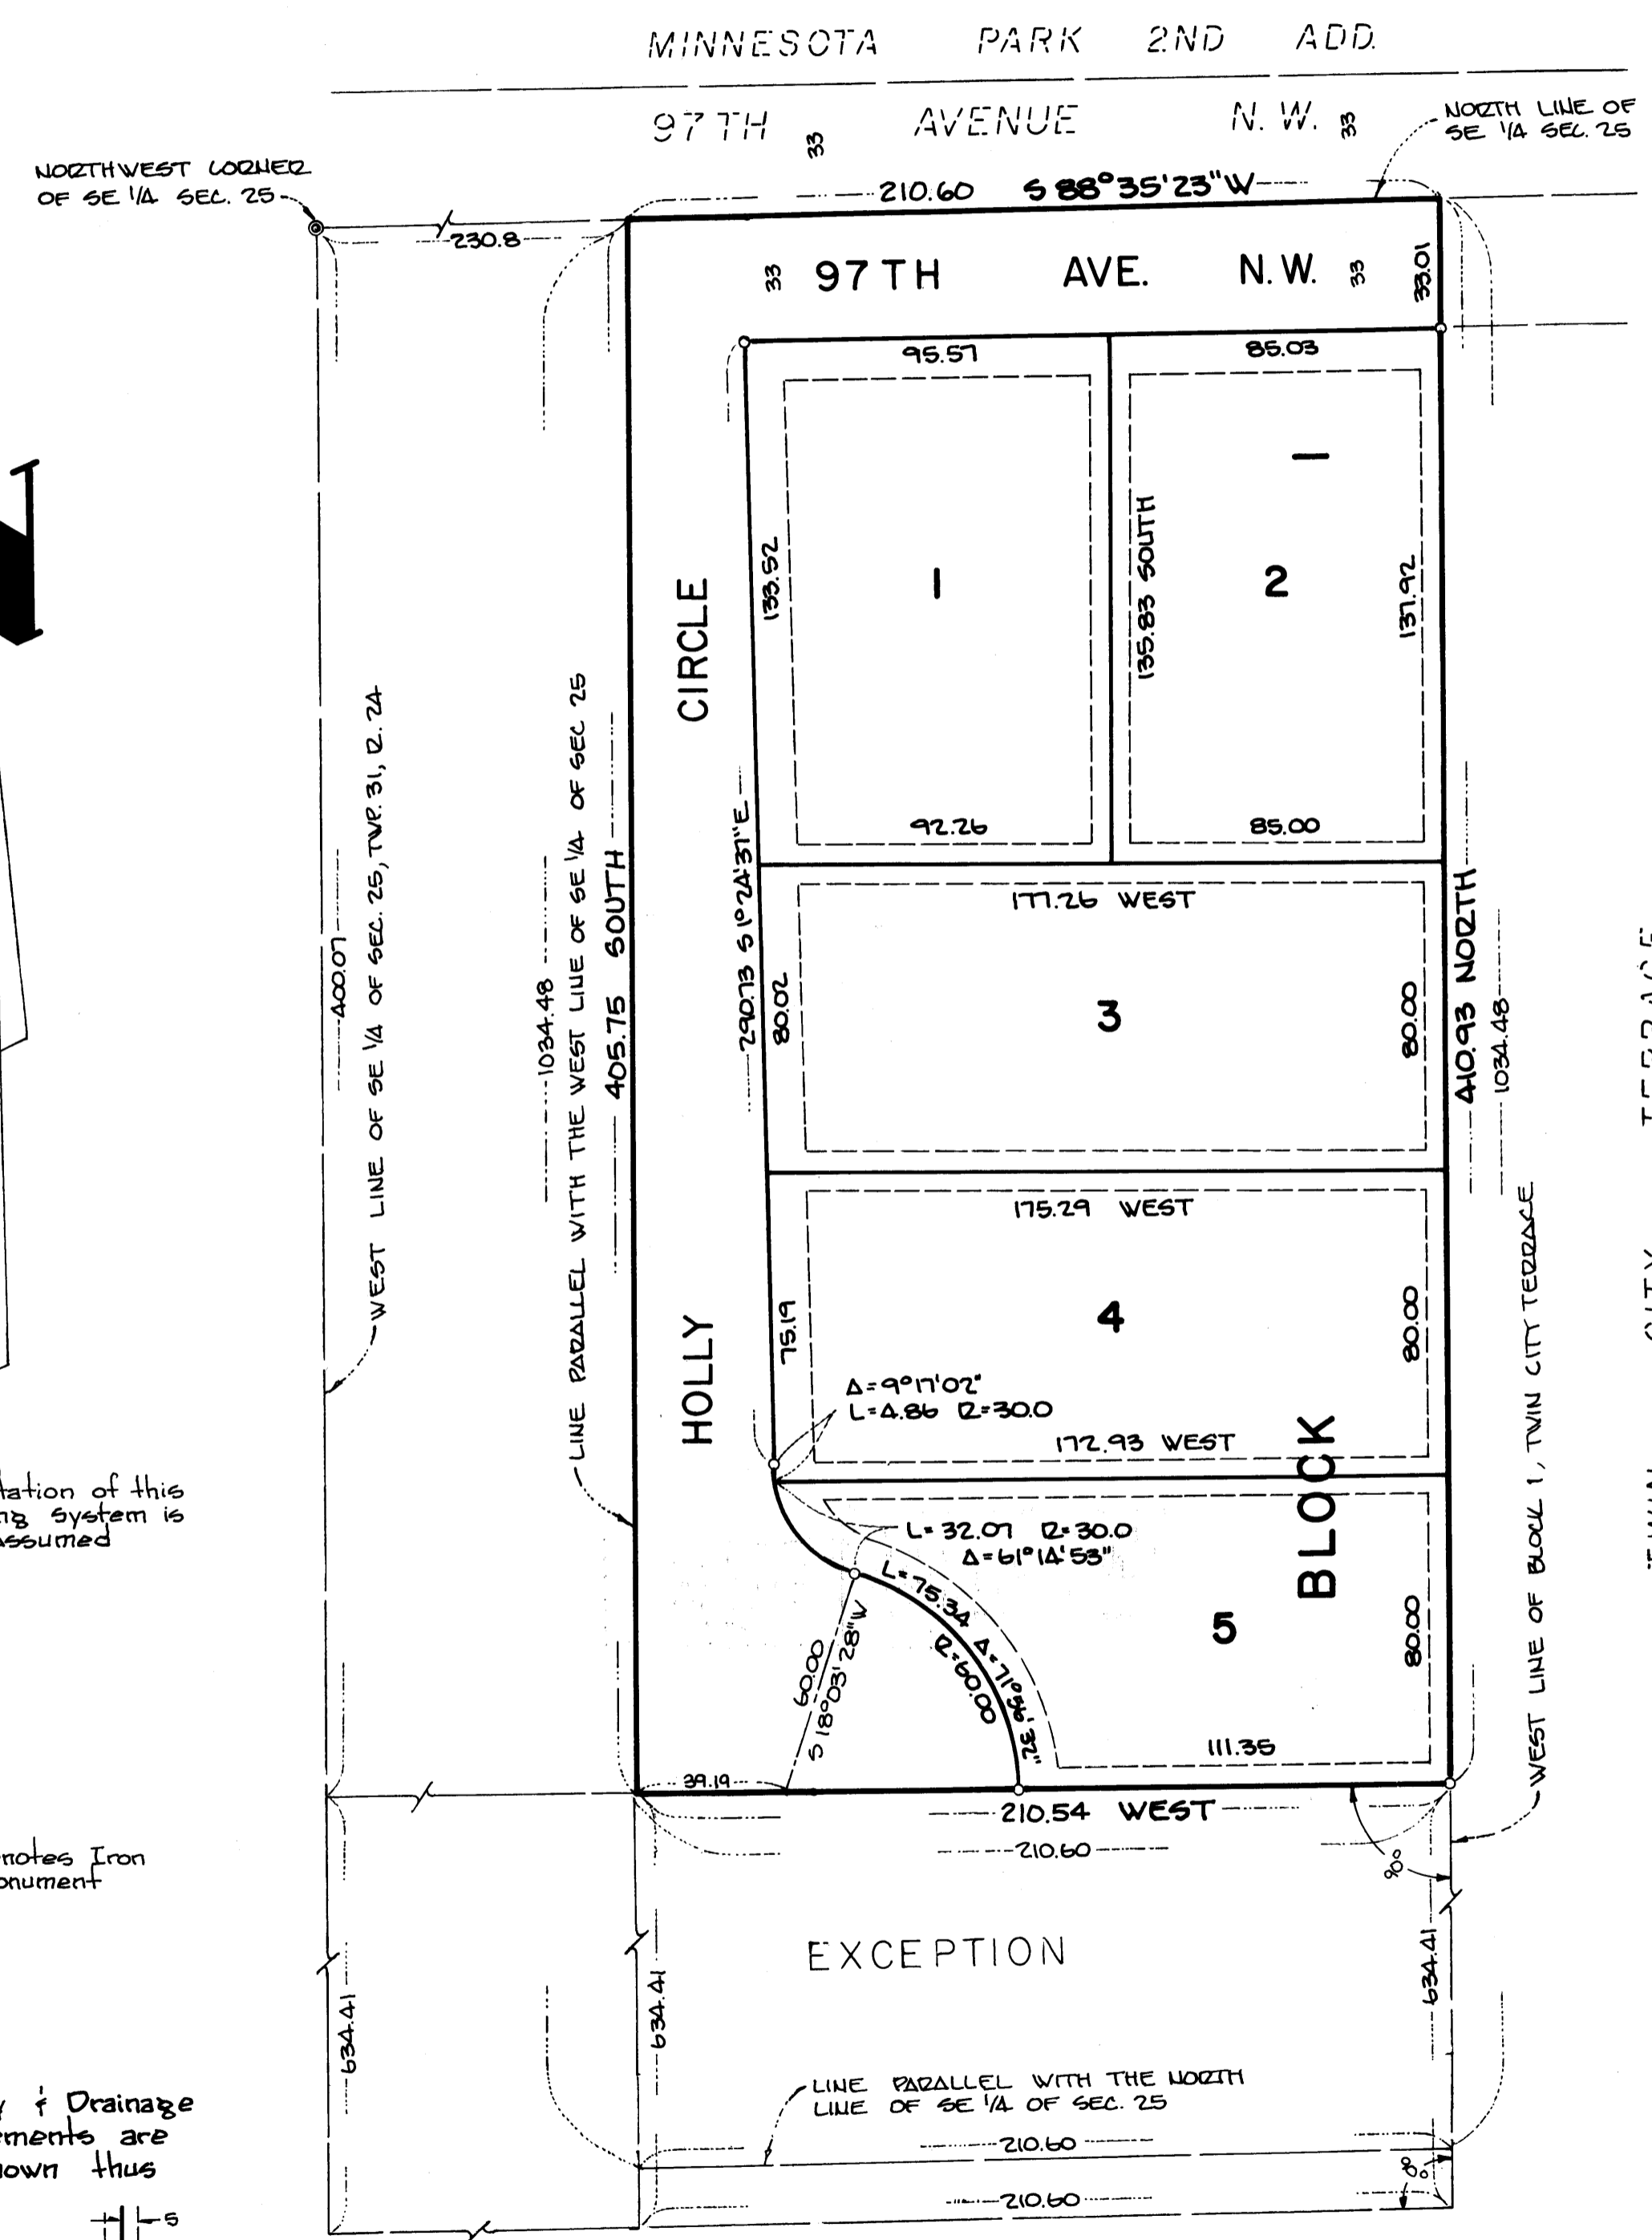 MINNESOTA PARK 2ND ADD.
97TH AVENUE N.W.
33
33
NORTH LINE OF
SE 1/4 SEC. 25
NORTHWEST CORNER
OF SE 1/4 SEC. 25
210.60 S 88°35'23"W
230.8
33 97TH AVE. N.W. 33
33.01
95.57
85.03
133.52
1
135.83 SOUTH
1
2
137.92
92.26
85.00
CIRCLE
290.73 S 1°24'37"E
177.26 WEST
80.02
3
80.00
WEST LINE OF SE 1/4 OF SEC. 25, TWP. 31, R. 24
400.07
1034.48
LINE PARALLEL WITH THE WEST LINE OF SE 1/4 OF SEC 25
405.75 SOUTH
410.93 NORTH
1034.48
175.29 WEST
75.19
4
80.00
HOLLY
Δ=9°17'02"
L=4.86 R=30.0
172.93 WEST
BLOCK
L=32.07 R=30.0
Δ=61°14'53"
L=75.34 Δ=71°56'32"
R=60.00
60.00
S 18°03'28"W
5
80.00
111.35
39.19
210.54 WEST
210.60
90°
WEST LINE OF BLOCK 1, TWIN CITY TERRACE
tation of this
ng system is
assumed
notes Iron
onument
EXCEPTION
634.41
634.41
634.41
LINE PARALLEL WITH THE NORTH
LINE OF SE 1/4 OF SEC. 25
210.60
90°
210.60
& Drainage
ements are
own thus
5